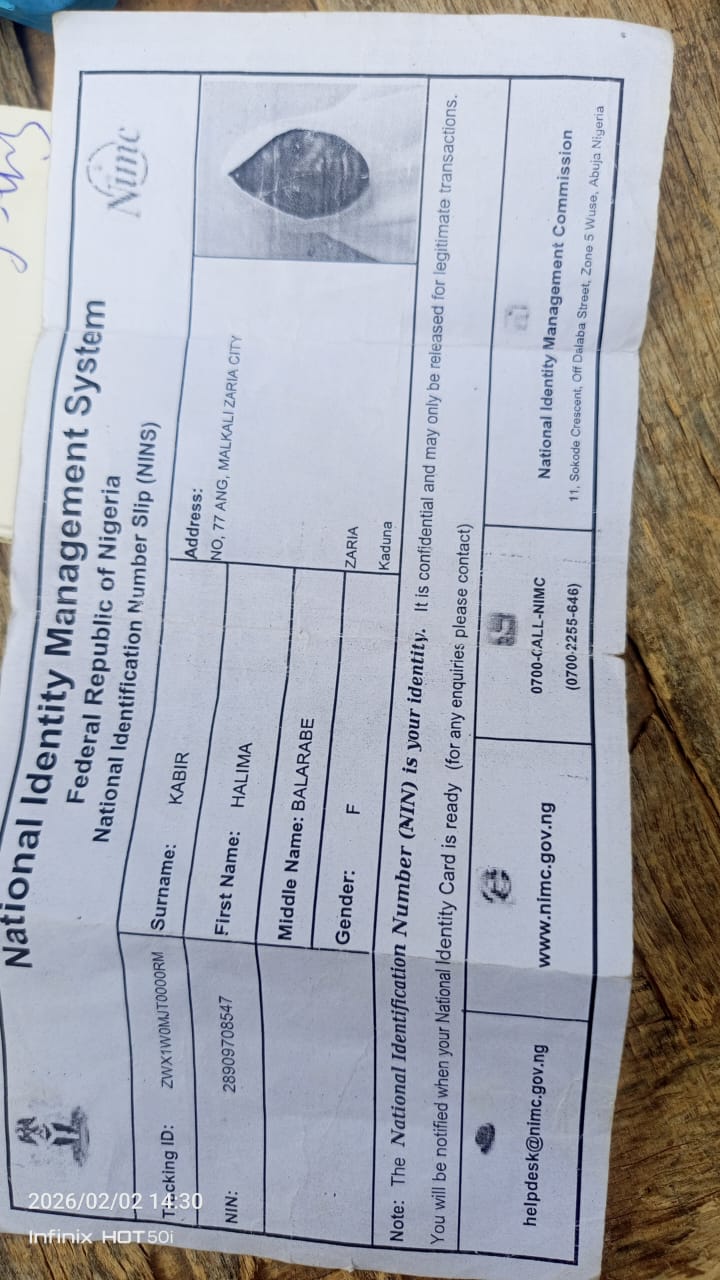 National Identity Management System
Federal Republic of Nigeria
National Identification Number Slip (NINS)
Nimc
Tracking ID: ZWX1W0MJT0000RM
Surname: KABIR
Address:
NO, 77 ANG, MALKALI ZARIA CITY
NIN: 28909708547
First Name: HALIMA
Middle Name: BALARABE
Gender: F
ZARIA
Kaduna
Note: The National Identification Number (NIN) is your identity. It is confidential and may only be released for legitimate transactions.
You will be notified when your National Identity Card is ready (for any enquiries please contact)
helpdesk@nimc.gov.ng
www.nimc.gov.ng
0700-CALL-NIMC
(0700-2255-646)
National Identity Management Commission
11, Sokode Crescent, Off Dalaba Street, Zone 5 Wuse, Abuja Nigeria
2026/02/02 14:30
Infinix HOT50i